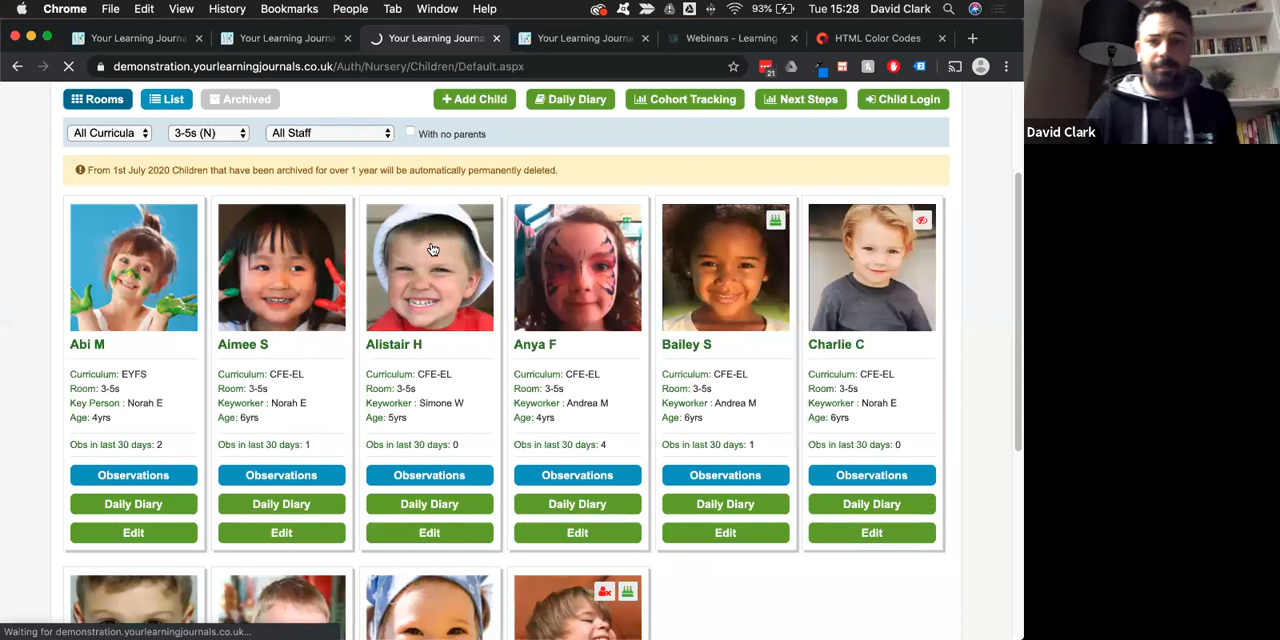 Chrome File Edit View History Bookmarks People Tab Window Help 93% Tue 15:28 David Clark
Your Learning Journa × Your Learning Journa × Your Learning Journa × Your Learning Journa × Webinars - Learning × HTML Color Codes ×
demonstration.yourlearningjournals.co.uk/Auth/Nursery/Children/Default.aspx 21
David Clark
Rooms List Archived + Add Child Daily Diary Cohort Tracking Next Steps Child Login
All Curricula 3-5s (N) All Staff With no parents
From 1st July 2020 Children that have been archived for over 1 year will be automatically permanently deleted.
Abi M Aimee S Alistair H Anya F Bailey S Charlie C
Curriculum: EYFS Curriculum: CFE-EL Curriculum: CFE-EL Curriculum: CFE-EL Curriculum: CFE-EL Curriculum: CFE-EL
Room: 3-5s Room: 3-5s Room: 3-5s Room: 3-5s Room: 3-5s Room: 3-5s
Key Person : Norah E Keyworker : Norah E Keyworker : Simone W Keyworker : Andrea M Keyworker : Andrea M Keyworker : Norah E
Age: 4yrs Age: 6yrs Age: 5yrs Age: 4yrs Age: 6yrs Age: 6yrs
Obs in last 30 days: 2 Obs in last 30 days: 1 Obs in last 30 days: 0 Obs in last 30 days: 4 Obs in last 30 days: 1 Obs in last 30 days: 0
Observations Observations Observations Observations Observations Observations
Daily Diary Daily Diary Daily Diary Daily Diary Daily Diary Daily Diary
Edit Edit Edit Edit Edit Edit
Waiting for demonstration.yourlearningjournals.co.uk...